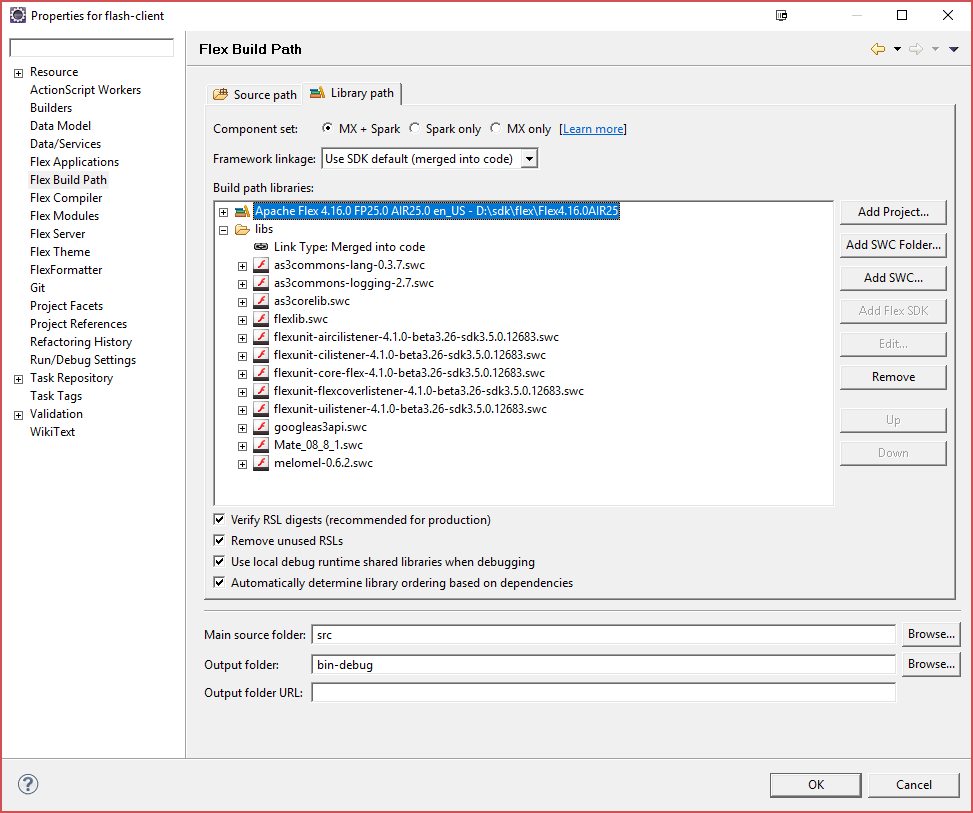 Properties for flash-client
Flex Build Path
Resource
ActionScript Workers
Builders
Data Model
Data/Services
Flex Applications
Flex Build Path
Flex Compiler
Flex Modules
Flex Server
Flex Theme
FlexFormatter
Git
Project Facets
Project References
Refactoring History
Run/Debug Settings
Task Repository
Task Tags
Validation
WikiText
Source path Library path
Component set: MX + Spark Spark only MX only [Learn more]
Framework linkage: Use SDK default (merged into code)
Build path libraries:
Apache Flex 4.16.0 FP25.0 AIR25.0 en_US - D:\sdk\flex\Flex4.16.0AIR25
libs
Link Type: Merged into code
as3commons-lang-0.3.7.swc
as3commons-logging-2.7.swc
as3corelib.swc
flexlib.swc
flexunit-aircilistener-4.1.0-beta3.26-sdk3.5.0.12683.swc
flexunit-cilistener-4.1.0-beta3.26-sdk3.5.0.12683.swc
flexunit-core-flex-4.1.0-beta3.26-sdk3.5.0.12683.swc
flexunit-flexcoverlistener-4.1.0-beta3.26-sdk3.5.0.12683.swc
flexunit-uilistener-4.1.0-beta3.26-sdk3.5.0.12683.swc
googleas3api.swc
Mate_08_8_1.swc
melomel-0.6.2.swc
Add Project...
Add SWC Folder...
Add SWC...
Add Flex SDK
Edit...
Remove
Up
Down
Verify RSL digests (recommended for production)
Remove unused RSLs
Use local debug runtime shared libraries when debugging
Automatically determine library ordering based on dependencies
Main source folder: src Browse...
Output folder: bin-debug Browse...
Output folder URL:
? OK Cancel